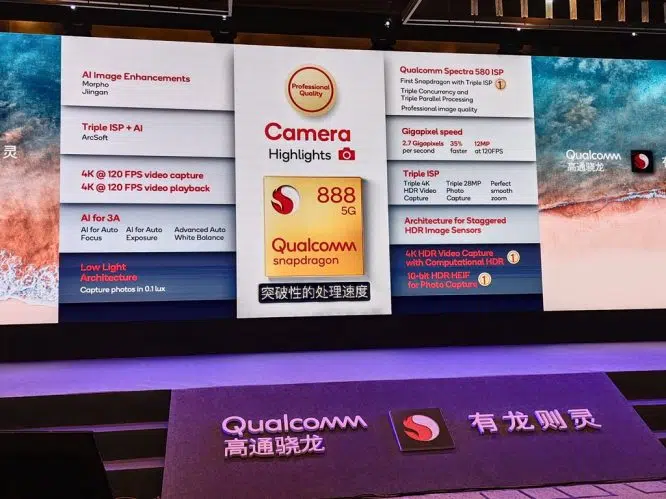 灵
AI Image Enhancements
Morpho
Jiingan
Triple ISP + AI
ArcSoft
4K @ 120 FPS video capture
4K @ 120 FPS video playback
AI for 3A
AI for Auto Focus
AI for Auto Exposure
Advanced Auto White Balance
Low Light
Architecture
Capture photos in 0.1 lux
Professional
Quality
Camera
Highlights
888
5G
Qualcomm
snapdragon
突破性的处理速度
Qualcomm Spectra 580 ISP
First Snapdragon with Triple ISP 1
Triple Concurrency and
Triple Parallel Processing
Professional image quality
Gigapixel speed
2.7 Gigapixels per second
35% faster
12MP at 120FPS
Triple ISP
Triple 4K HDR Video Capture
Triple 28MP Photo Capture
Perfect smooth zoom
Architecture for Staggered
HDR Image Sensors
4K HDR Video Capture
with Computational HDR 1
10-bit HDR HEIF
for Photo Capture 1
Qualcomm
高通骁龙
Qualcomm
高通骁龙
有龙则灵